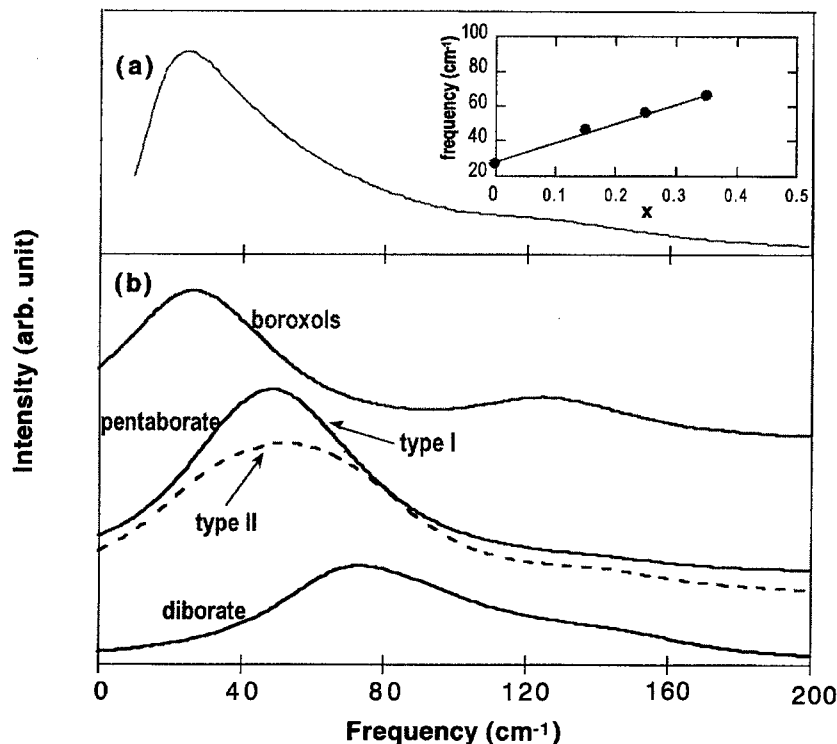 (a)
frequency (cm-1)
100
80
60
40
20
0
0.1
0.2
0.3
0.4
0.5
x
(b)
boroxols
pentaborate
type I
type II
diborate
Intensity (arb. unit)
0
40
80
120
160
200
Frequency (cm-1)